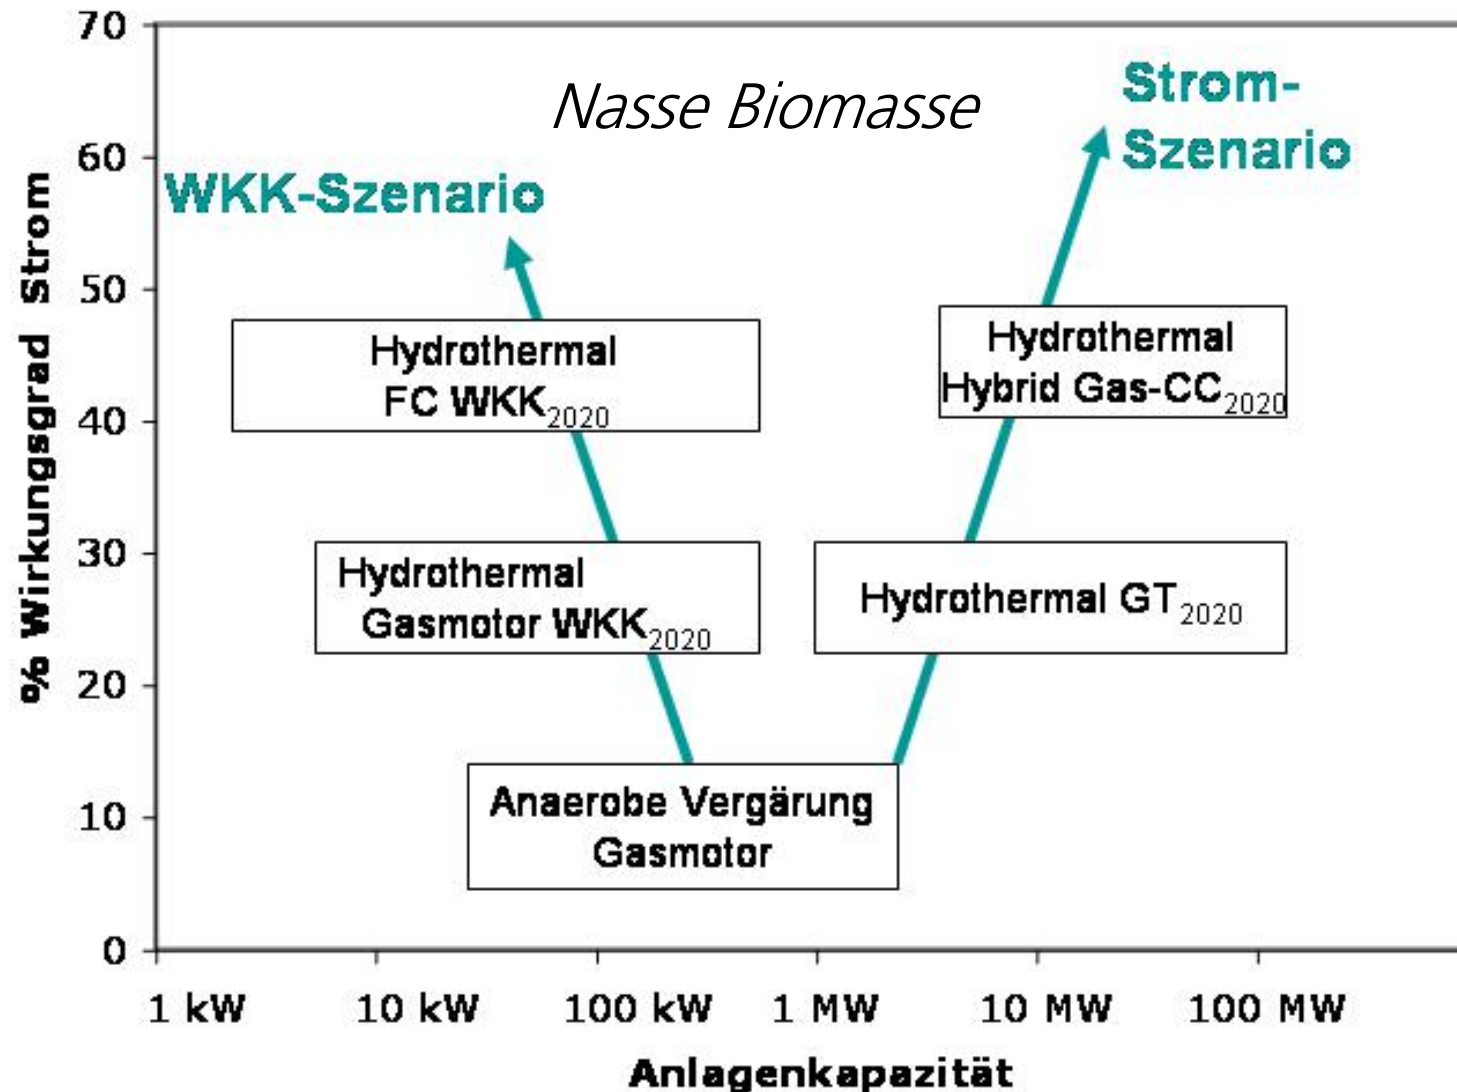 Nasse Biomasse
Strom-
Szenario
WKK-Szenario
% Wirkungsgrad Strom
70
60
50
40
30
20
10
0
Hydrothermal
FC WKK2020
Hydrothermal
Hybrid Gas-CC2020
Hydrothermal
Gasmotor WKK2020
Hydrothermal GT2020
Anaerobe Vergärung
Gasmotor
1 kW 10 kW 100 kW 1 MW 10 MW 100 MW
Anlagenkapazität